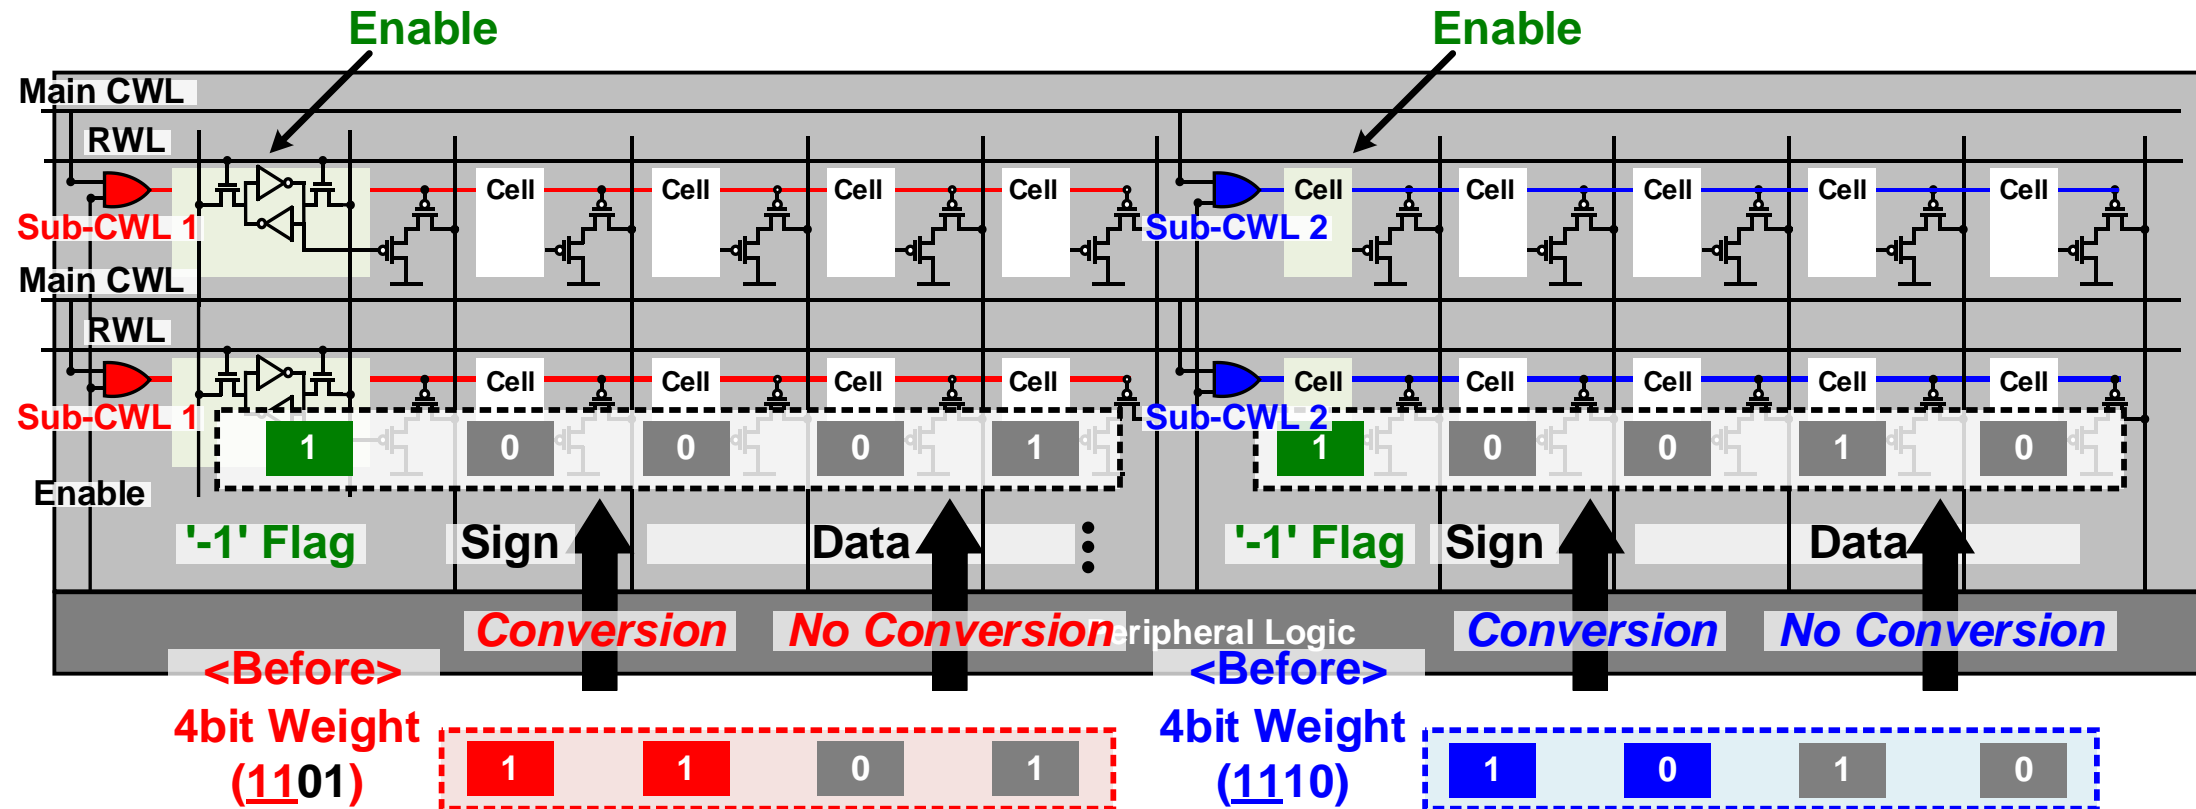 Enable Enable
Main CWL
RWL
Cell Cell Cell Cell Cell Cell Cell Cell Cell
Sub-CWL 1 Sub-CWL 2
Main CWL
RWL
Cell Cell Cell Cell Cell Cell Cell Cell Cell
Sub-CWL 1 Sub-CWL 2
1 0 0 0 1 1 0 0 1 0
Enable
'-1' Flag Sign Data '-1' Flag Sign Data
Conversion No Conversion Peripheral Logic Conversion No Conversion
<Before> <Before>
4bit Weight 4bit Weight
(1101) 1 1 0 1 (1110) 1 0 1 0